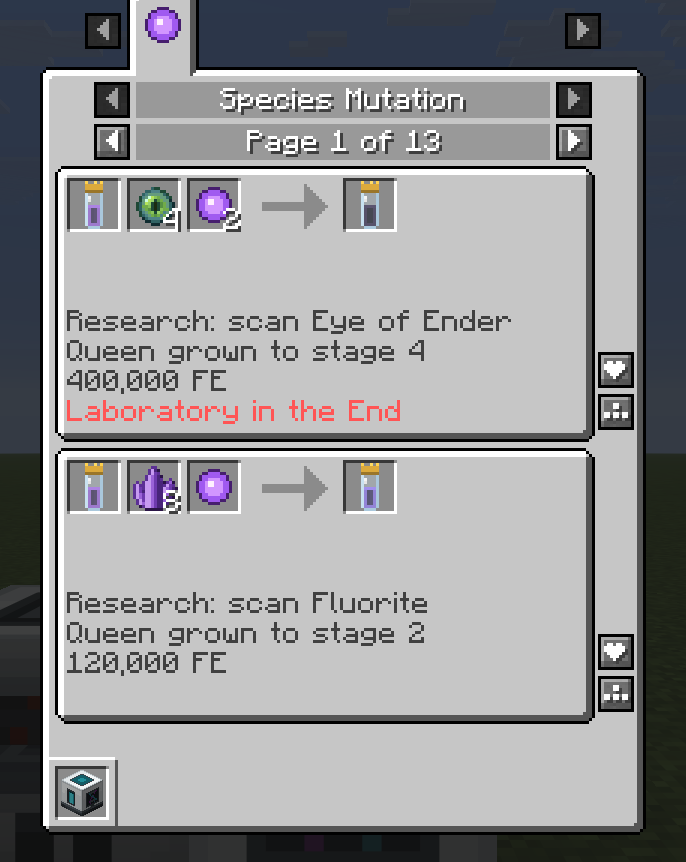 Species Mutation
Page 1 of 13
4
2
Research: scan Eye of Ender
Queen grown to stage 4
400,000 FE
Laboratory in the End
8
Research: scan Fluorite
Queen grown to stage 2
120,000 FE